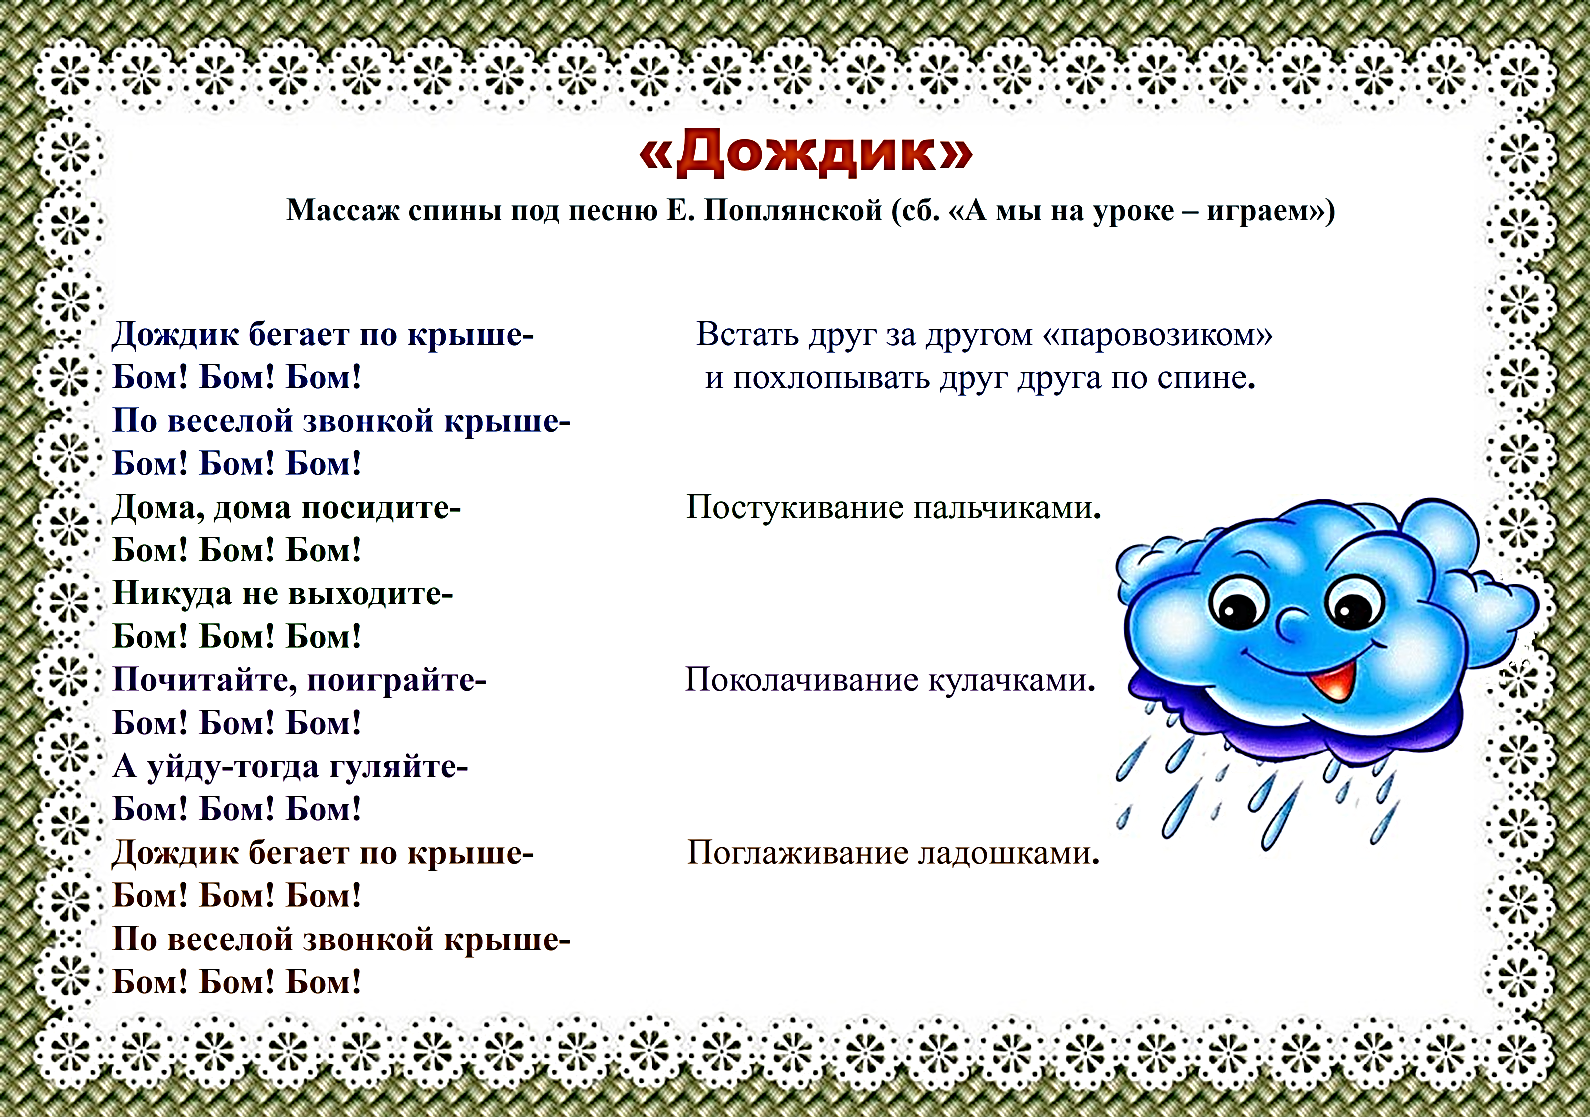 «Дождик»
Массаж спины под песню Е. Поплянской (сб. «А мы на уроке – играем»)
Дождик бегает по крыше- Встать друг за другом «паровозиком»
Бом! Бом! Бом! и похлопывать друг друга по спине.
По веселой звонкой крыше-
Бом! Бом! Бом!
Дома, дома посидите- Постукивание пальчиками.
Бом! Бом! Бом!
Никуда не выходите-
Бом! Бом! Бом!
Почитайте, поиграйте- Поколачивание кулачками.
Бом! Бом! Бом!
А уйду-тогда гуляйте-
Бом! Бом! Бом!
Дождик бегает по крыше- Поглаживание ладошками.
Бом! Бом! Бом!
По веселой звонкой крыше-
Бом! Бом! Бом!